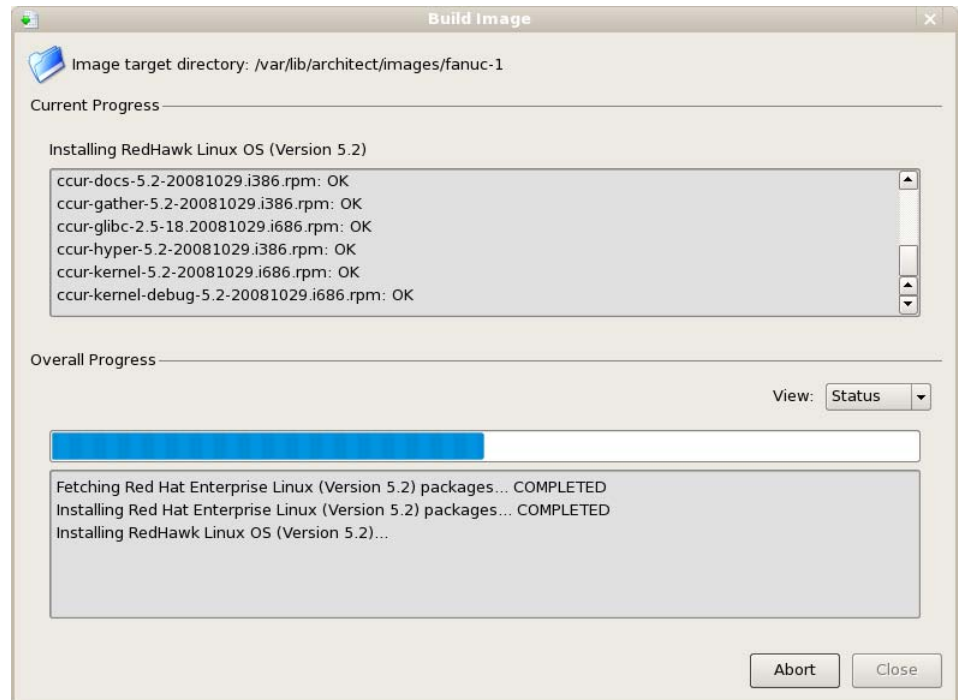 Build Image
Image target directory: /var/lib/architect/images/fanuc-1
Current Progress
Installing RedHawk Linux OS (Version 5.2)
ccur-docs-5.2-20081029.i386.rpm: OK
ccur-gather-5.2-20081029.i386.rpm: OK
ccur-glibc-2.5-18.20081029.i686.rpm: OK
ccur-hyper-5.2-20081029.i386.rpm: OK
ccur-kernel-5.2-20081029.i686.rpm: OK
ccur-kernel-debug-5.2-20081029.i686.rpm: OK
Overall Progress
View: Status
Fetching Red Hat Enterprise Linux (Version 5.2) packages... COMPLETED
Installing Red Hat Enterprise Linux (Version 5.2) packages... COMPLETED
Installing RedHawk Linux OS (Version 5.2)...
Abort Close